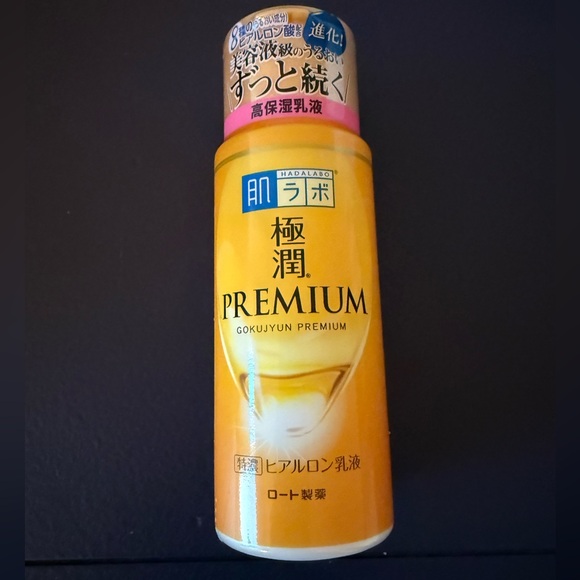 8種のうるおい成分
ヒアルロン酸配合
進化!
美容液級のうるおい
ずっと続く
高保湿乳液
HADALABO®
肌ラボ
極潤®
PREMIUM
GOKUJYUN PREMIUM
特濃 ヒアルロン乳液
ロート製薬